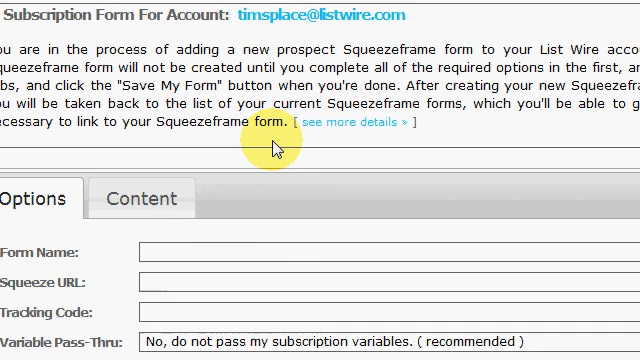 Subscription Form For Account: timsplace@listwire.com
ou are in the process of adding a new prospect Squeezeframe form to your List Wire acco
queezeframe form will not be created until you complete all of the required options in the first, an
bs, and click the "Save My Form" button when you're done. After creating your new Squeezefra
ou will be taken back to the list of your current Squeezeframe forms, which you'll be able to g
ecessary to link to your Squeezeframe form. [ see more details » ]
Options Content
Form Name:
Squeeze URL:
Tracking Code:
Variable Pass-Thru: No, do not pass my subscription variables. ( recommended )